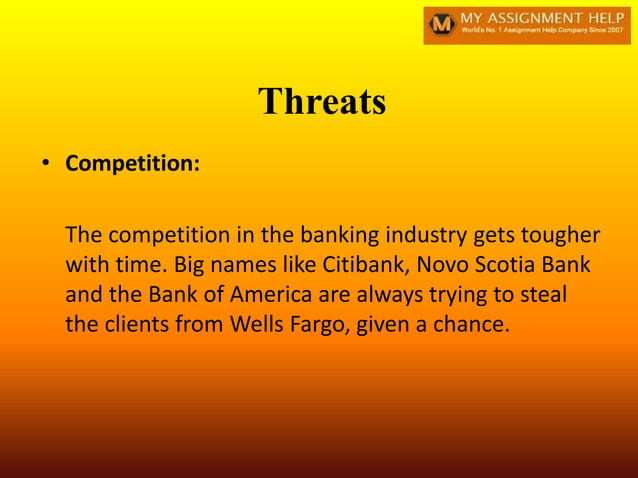 MY ASSIGNMENT HELP
World's No. 1 Assignment Help Company Since 2007
Threats
• Competition:
The competition in the banking industry gets tougher
with time. Big names like Citibank, Novo Scotia Bank
and the Bank of America are always trying to steal
the clients from Wells Fargo, given a chance.